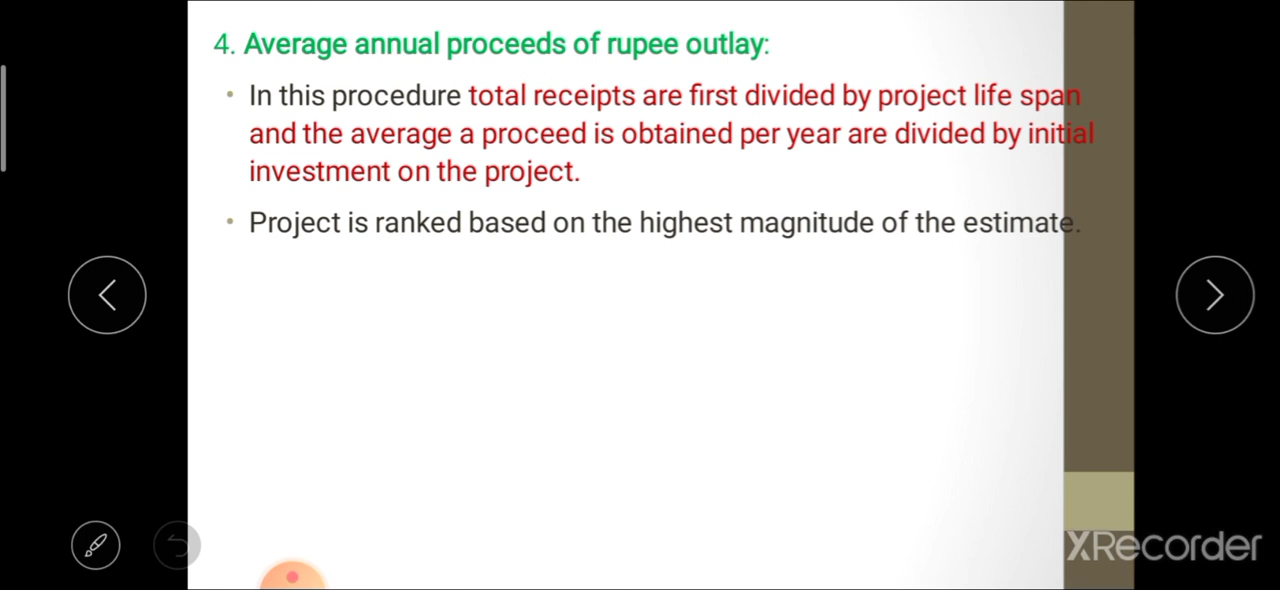 4. Average annual proceeds of rupee outlay:
• In this procedure total receipts are first divided by project life span
and the average a proceed is obtained per year are divided by initial
investment on the project.
• Project is ranked based on the highest magnitude of the estimate.
XRecorder